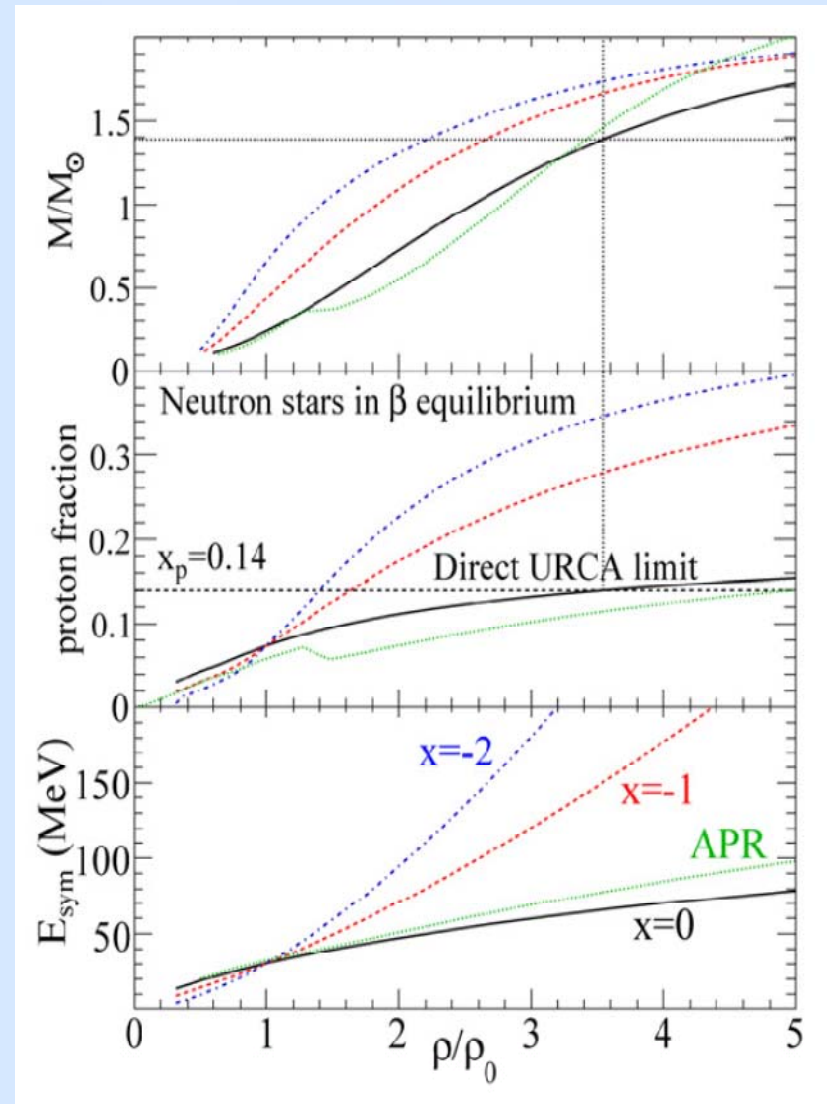 M/M☉
1.5
1
0.5
0
Neutron stars in β equilibrium
proton fraction
0.3
0.2
x_p=0.14
Direct URCA limit
0.1
0
E_sym (MeV)
x=-2
150
x=-1
100
APR
50
x=0
0 1 2 3 4 5
ρ/ρ₀